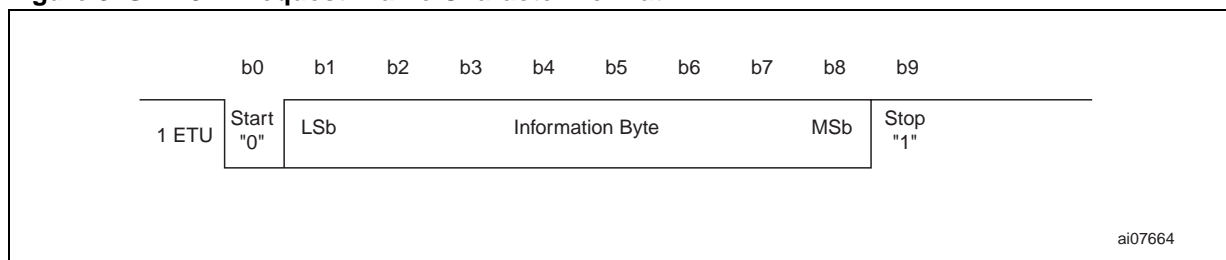 b0 b1 b2 b3 b4 b5 b6 b7 b8 b9
1 ETU Start "0" LSb Information Byte MSb Stop "1"
ai07664